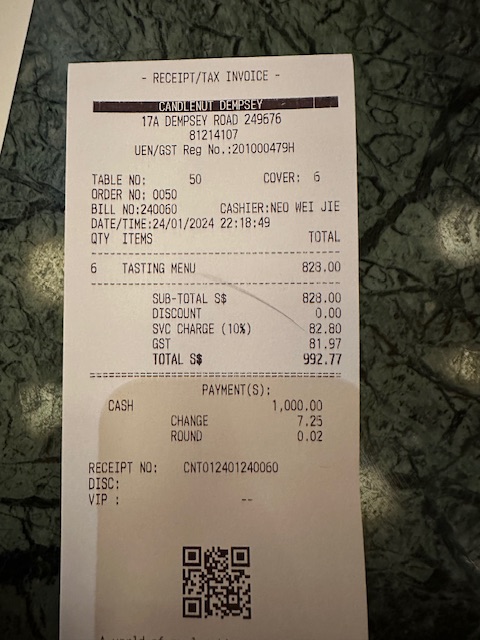 - RECEIPT/TAX INVOICE -
CANDLENUT DEMPSEY
17A DEMPSEY ROAD 249676
81214107
UEN/GST Reg No.:201000479H
TABLE NO: 50 COVER: 6
ORDER NO: 0050
BILL NO:240060 CASHIER:NEO WEI JIE
DATE/TIME:24/01/2024 22:18:49
QTY ITEMS TOTAL
6 TASTING MENU 828.00
SUB-TOTAL S$ 828.00
DISCOUNT 0.00
SVC CHARGE (10%) 82.80
GST 81.97
TOTAL S$ 992.77
PAYMENT(S):
CASH 1,000.00
CHANGE 7.25
ROUND 0.02
RECEIPT NO: CNT012401240060
DISC:
VIP : --